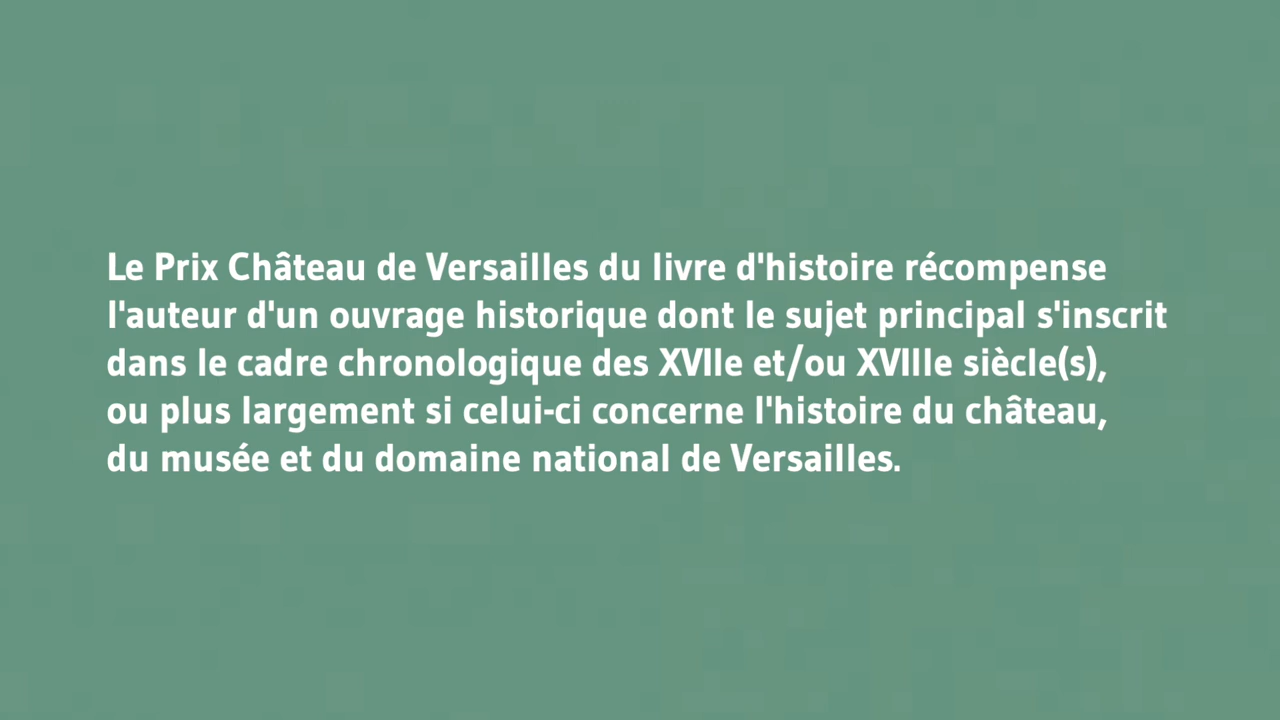 Le Prix Château de Versailles du livre d'histoire récompense
l'auteur d'un ouvrage historique dont le sujet principal s'inscrit
dans le cadre chronologique des XVIIe et/ou XVIIIe siècle(s),
ou plus largement si celui-ci concerne l'histoire du château,
du musée et du domaine national de Versailles.